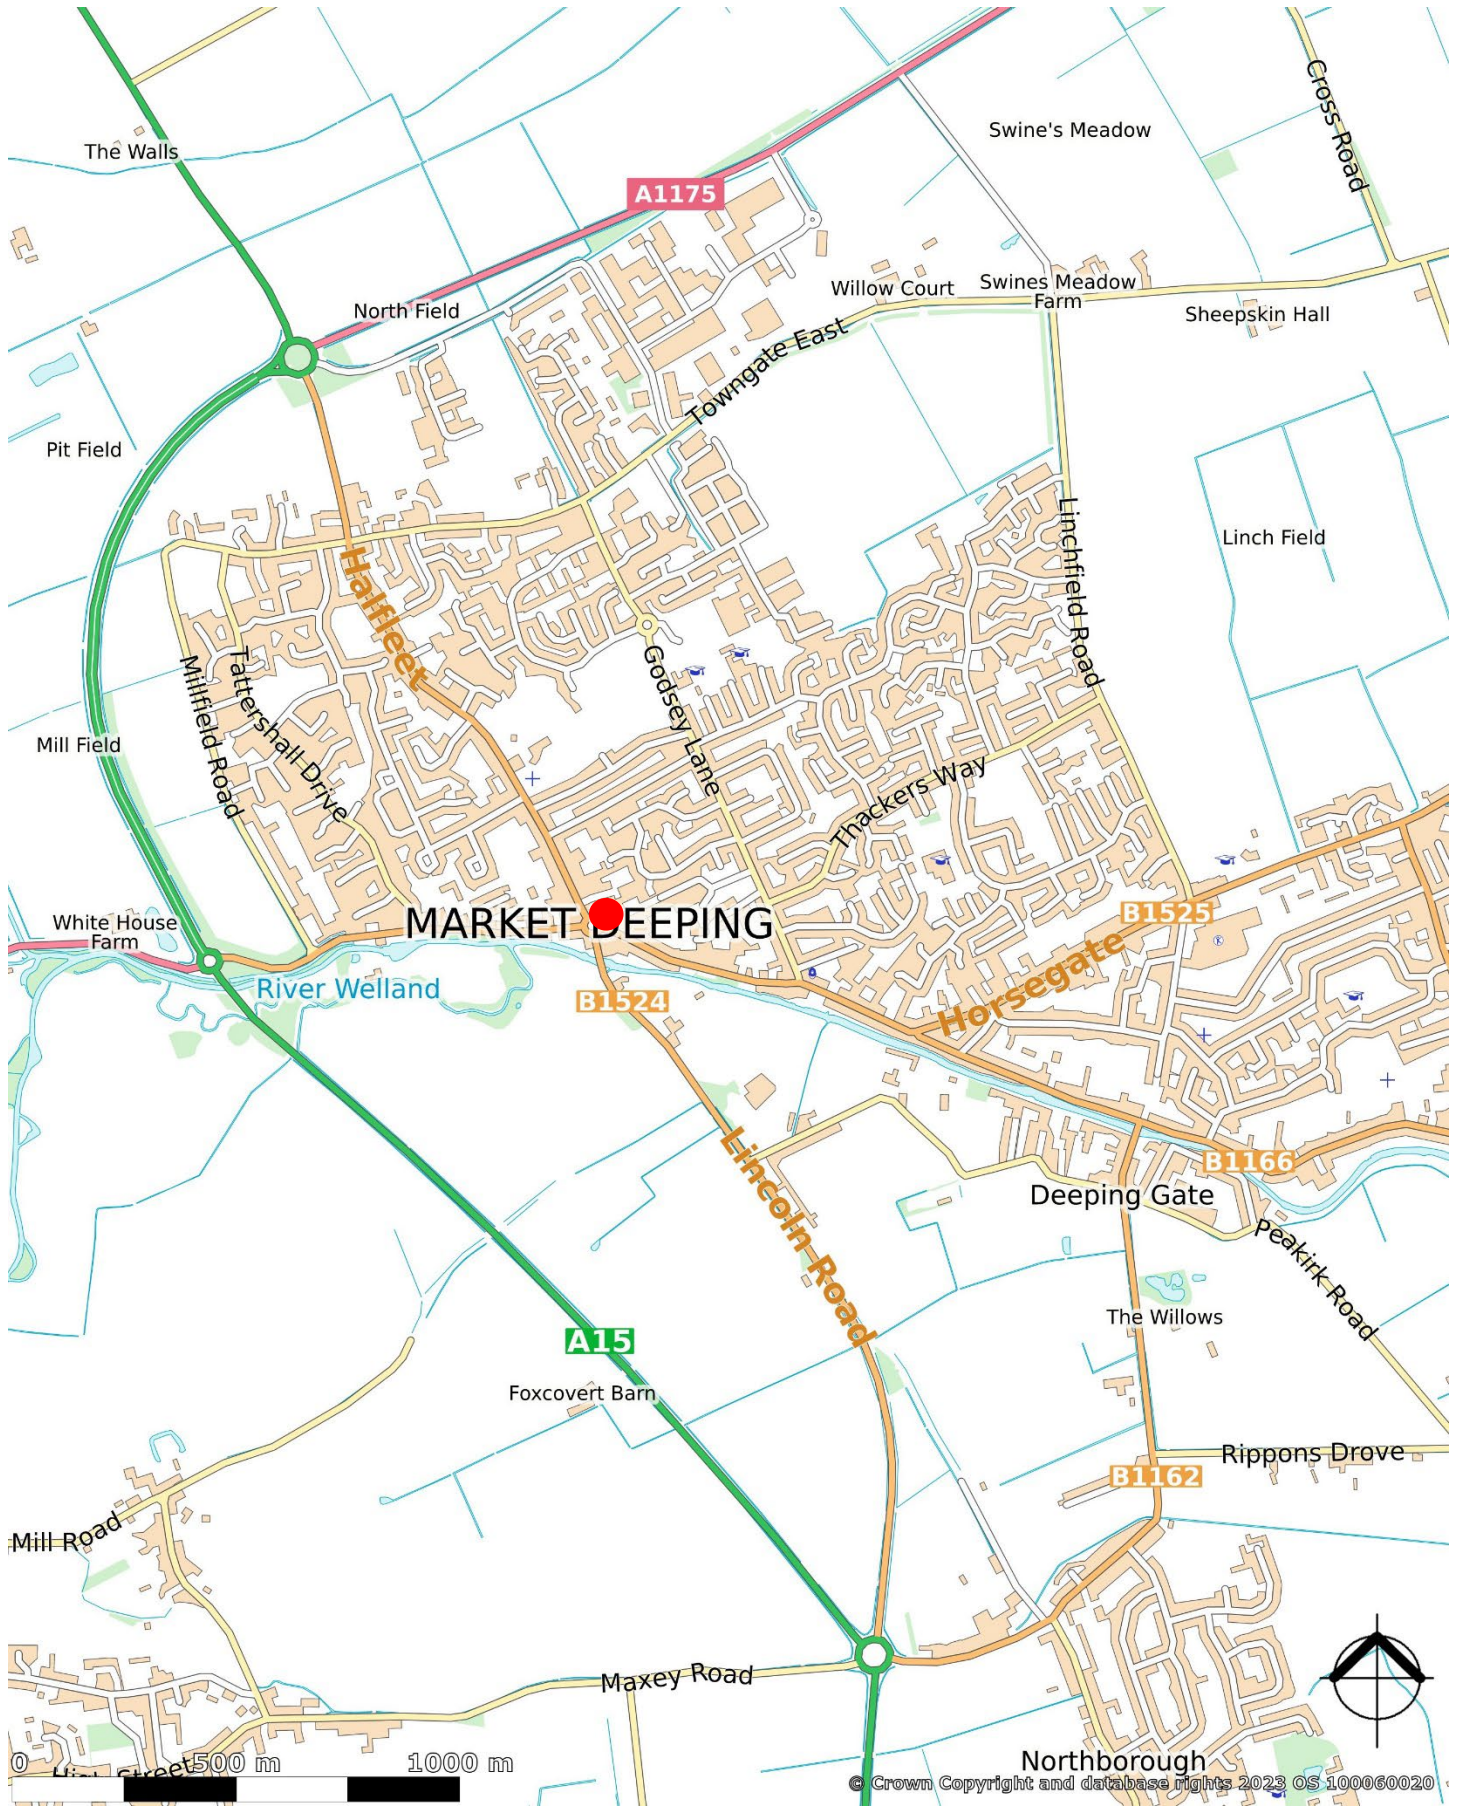 Cross Road
Swine's Meadow
The Walls
A1175
Willow Court
Swines Meadow
Farm
North Field
Sheepskin Hall
Towngate East
Pit Field
Linchfield Road
Linch Field
Halfleet
Tattershall Drive
Millfield Road
Godsey Lane
Mill Field
Thackers Way
White House
Farm
MARKET DEEPING
B1525
Horsegate
River Welland
B1524
Lincoln Road
B1166
Deeping Gate
Peakirk Road
The Willows
A15
Foxcovert Barn
Rippons Drove
B1162
Mill Road
Maxey Road
Northborough
High Street
0 500 m 1000 m
© Crown Copyright and database rights 2023 OS 100060020